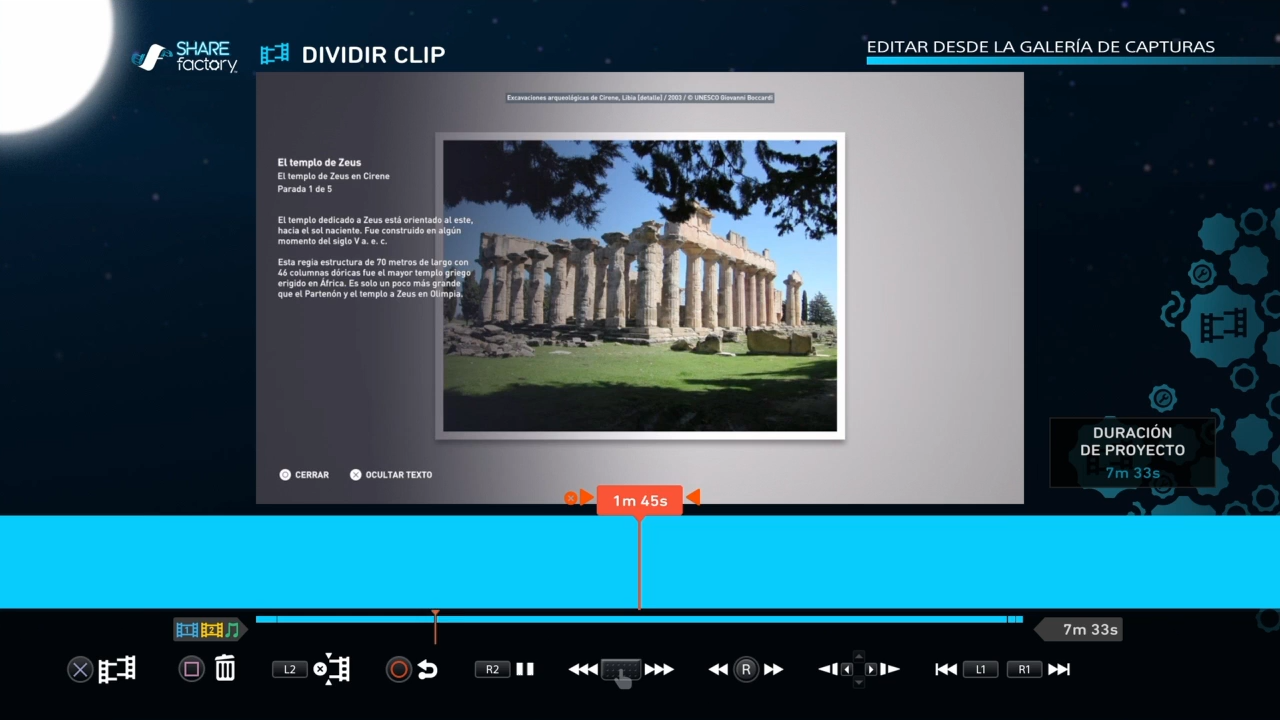 SHARE
factory™
DIVIDIR CLIP
EDITAR DESDE LA GALERÍA DE CAPTURAS
Excavaciones arqueológicas de Cirene, Libia [detalle] / 2003 / © UNESCO Giovanni Boccardi
El templo de Zeus
El templo de Zeus en Cirene
Parada 1 de 5
El templo dedicado a Zeus está orientado al este,
hacia el sol naciente. Fue construido en algún
momento del siglo V a. e. c.
Esta regia estructura de 70 metros de largo con
46 columnas dóricas fue el mayor templo griego
erigido en África. Es solo un poco más grande
que el Partenón y el templo a Zeus en Olimpia.
CERRAR
OCULTAR TEXTO
DURACIÓN
DE PROYECTO
7m 33s
1m 45s
1 2
7m 33s
L2 R2 R L1 R1